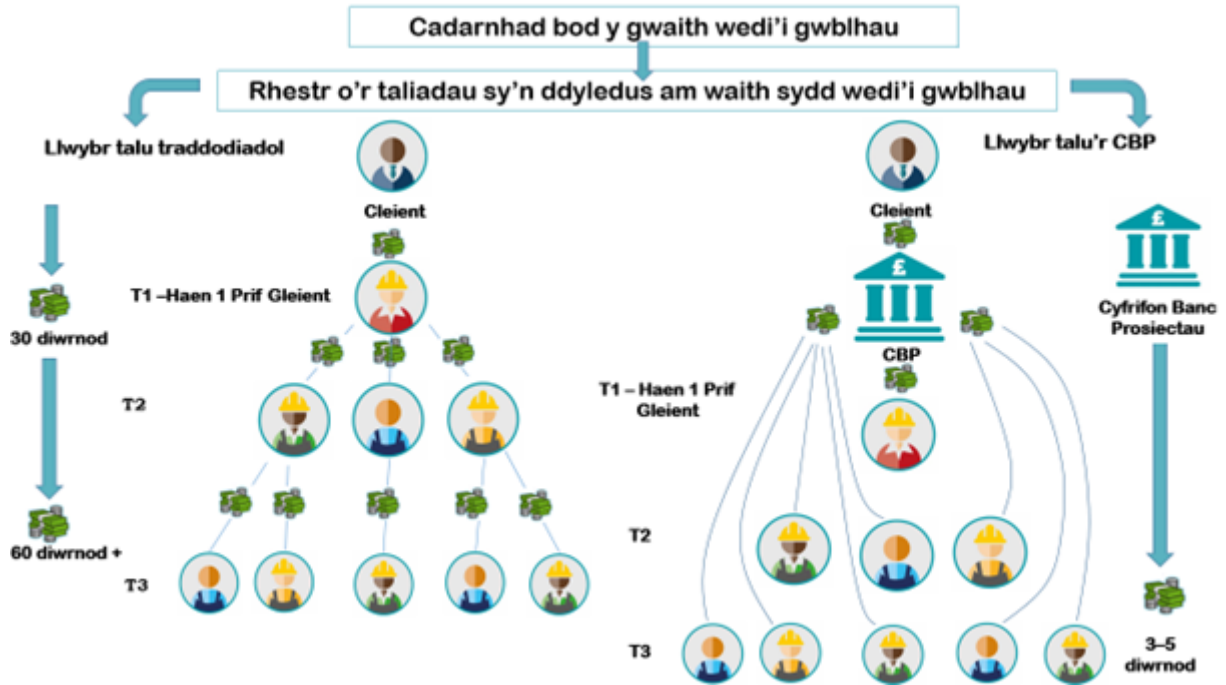 Cadarnhad bod y gwaith wedi'i gwblhau
Rhestr o'r taliadau sy'n ddyledus am waith sydd wedi'i gwblhau
Llwybr talu traddodiadol
Cleient
T1 –Haen 1 Prif Gleient
30 diwrnod
T2
60 diwrnod +
T3
Llwybr talu'r CBP
Cleient
£
£
Cyfrifon Banc
Prosiectau
CBP
T1 – Haen 1 Prif
Gleient
T2
T3
3–5
diwrnod